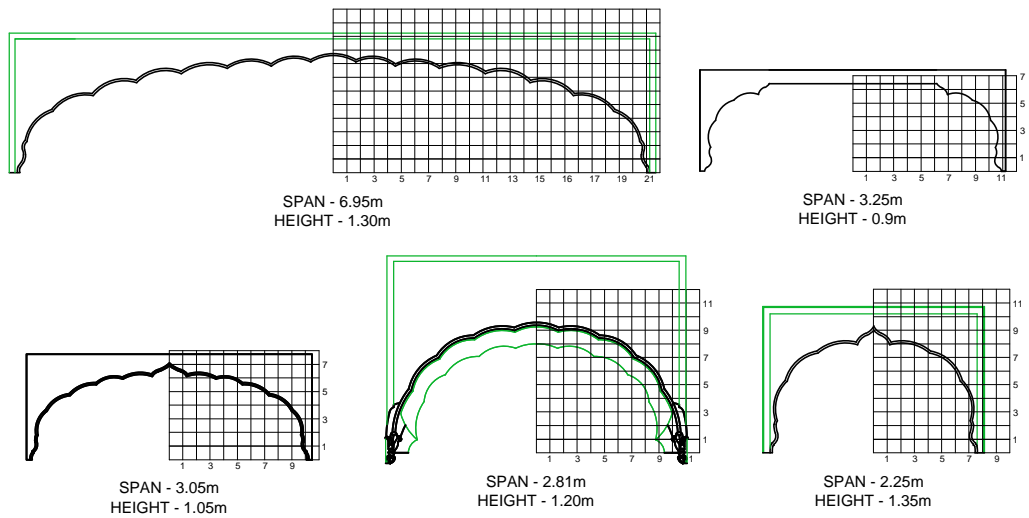 1 3 5 7 9 11 13 15 17 19 21
SPAN - 6.95m
HEIGHT - 1.30m
7
5
3
1
1 3 5 7 9 11
SPAN - 3.25m
HEIGHT - 0.9m
7
5
3
1
1 3 5 7 9
SPAN - 3.05m
HEIGHT - 1.05m
11
9
7
5
3
1
1 3 5 7 9 1
SPAN - 2.81m
HEIGHT - 1.20m
11
9
7
5
3
1
1 3 5 7 9
SPAN - 2.25m
HEIGHT - 1.35m